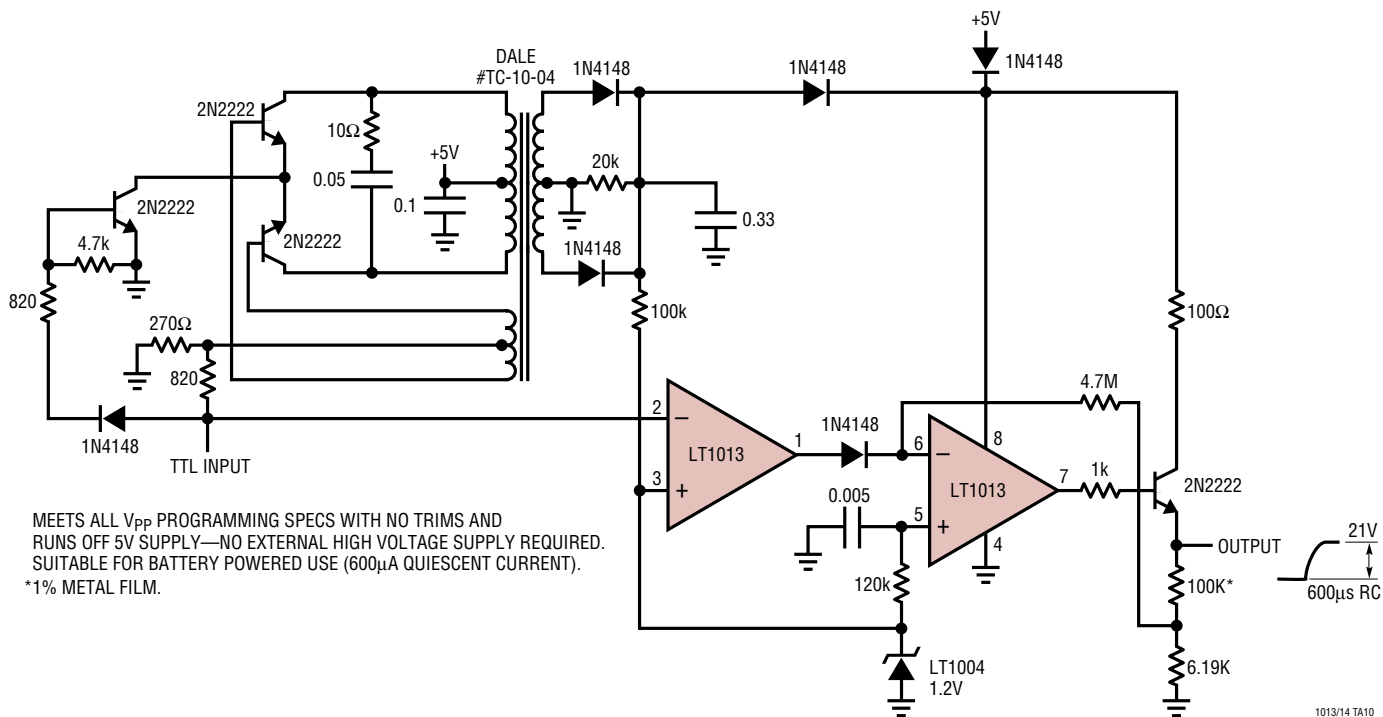 +5V
DALE
#TC-10-04
1N4148
1N4148
1N4148
2N2222
10Ω
+5V
20k
0.05
2N2222
0.1
0.33
4.7k
2N2222
1N4148
820
100k
100Ω
270Ω
820
4.7M
1N4148
2
−
1N4148
8
1
6
−
TTL INPUT
LT1013
LT1013
7
1k
2N2222
3
+
0.005
5
+
MEETS ALL VPP PROGRAMMING SPECS WITH NO TRIMS AND
RUNS OFF 5V SUPPLY—NO EXTERNAL HIGH VOLTAGE SUPPLY REQUIRED.
SUITABLE FOR BATTERY POWERED USE (600µA QUIESCENT CURRENT).
*1% METAL FILM.
4
OUTPUT
21V
120k
100K*
600µs RC
LT1004
1.2V
6.19K
1013/14 TA10